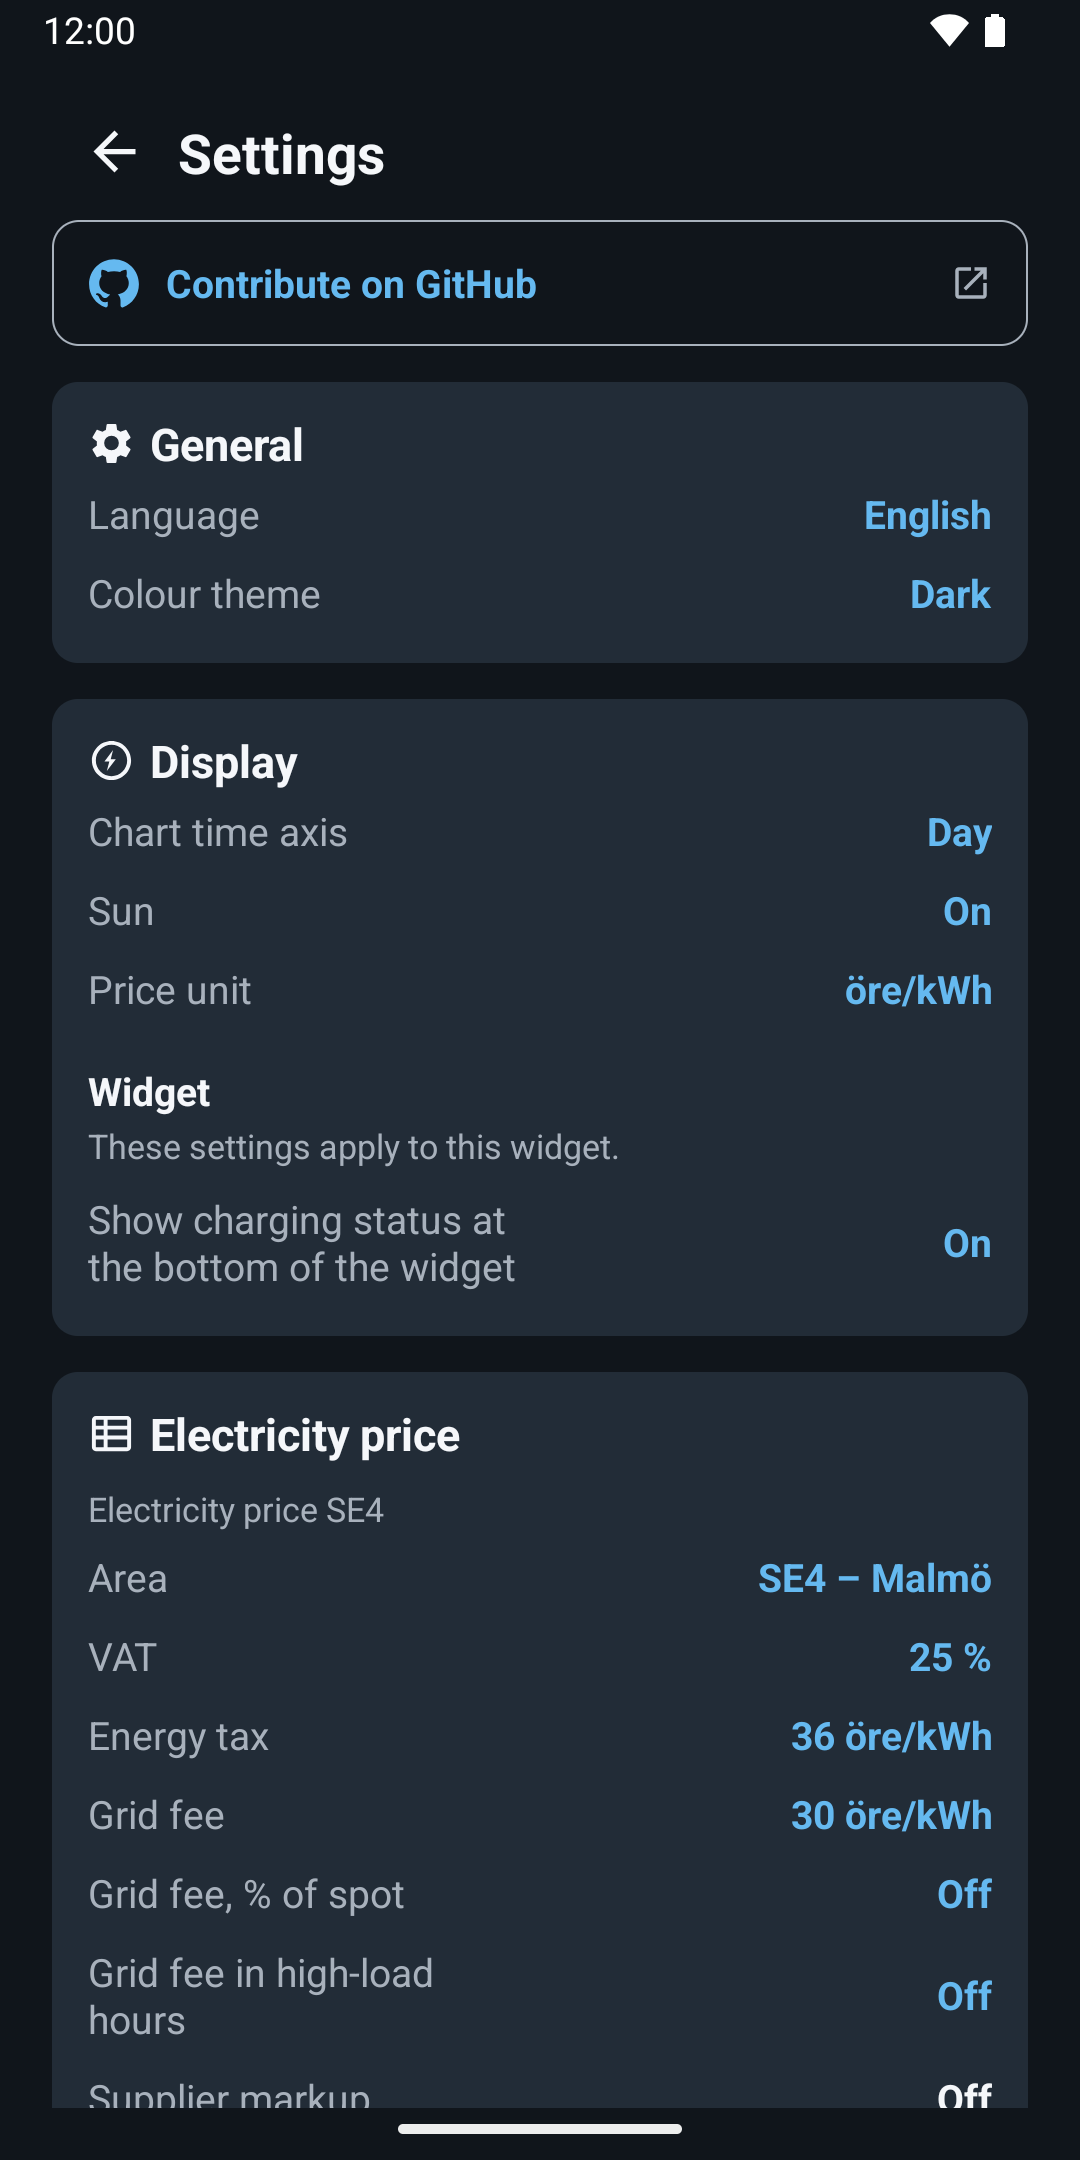 12:00
Settings
Contribute on GitHub
General
Language English
Colour theme Dark
Display
Chart time axis Day
Sun On
Price unit öre/kWh
Widget
These settings apply to this widget.
Show charging status at
the bottom of the widget On
Electricity price
Electricity price SE4
Area SE4 – Malmö
VAT 25 %
Energy tax 36 öre/kWh
Grid fee 30 öre/kWh
Grid fee, % of spot Off
Grid fee in high-load
hours Off
Supplier markup Off